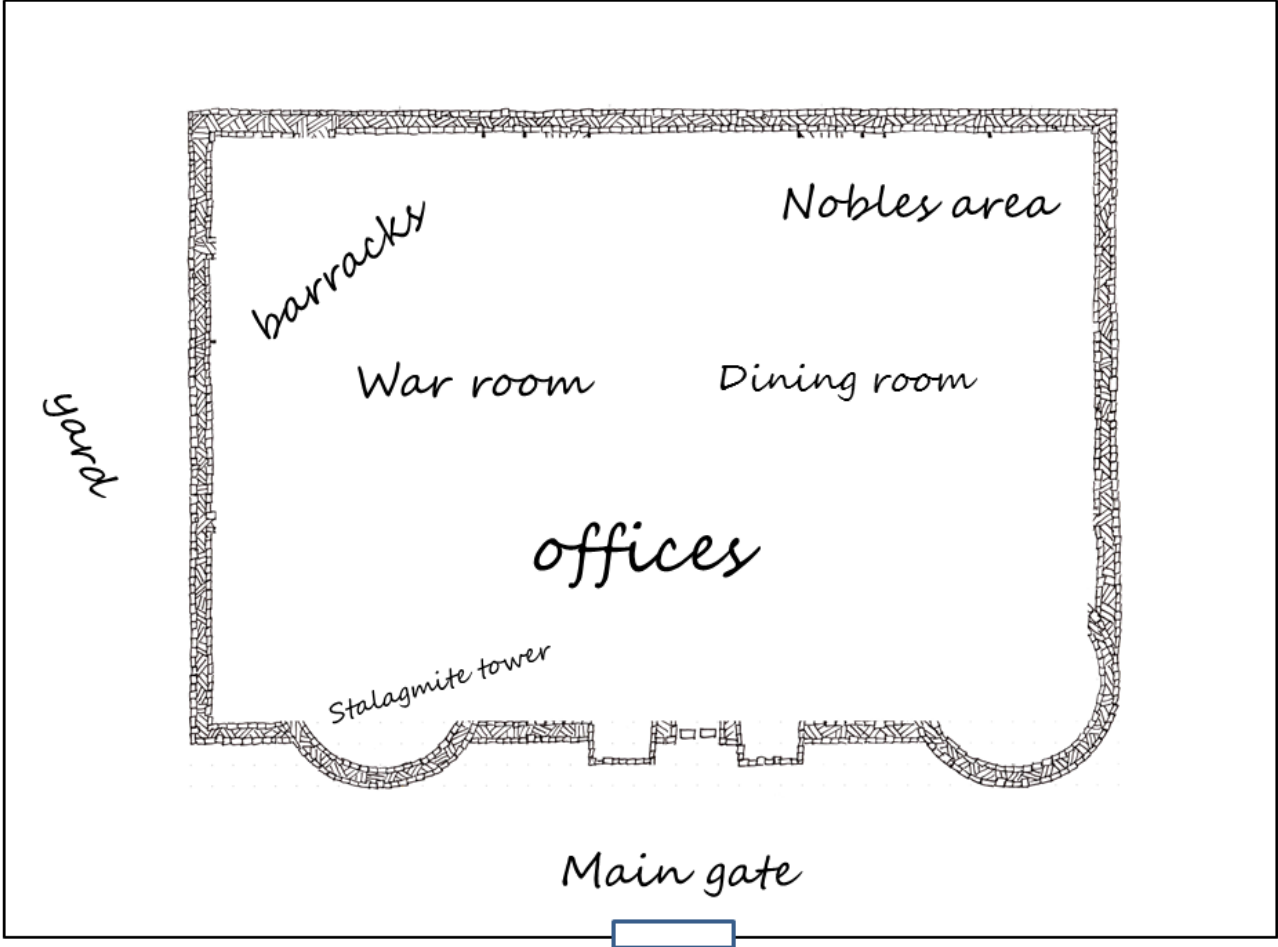 Nobles area
barracks
War room
Dining room
yard
offices
Stalagmite tower
Main gate